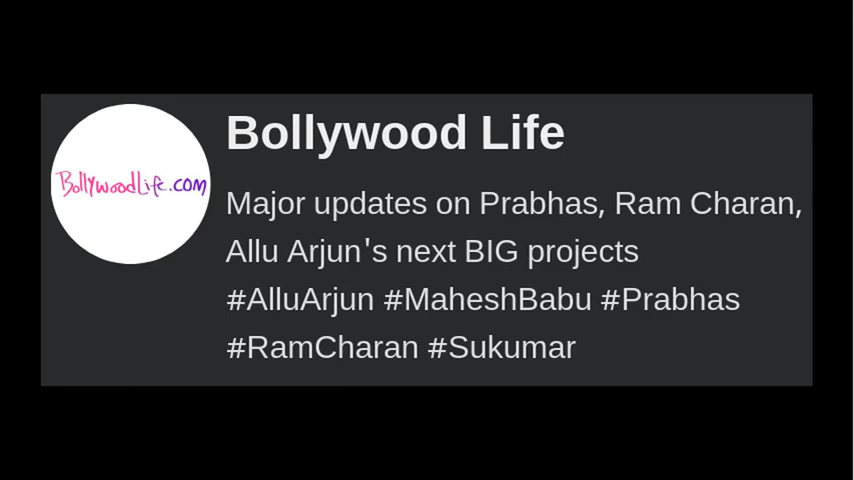 BollywoodLife.com
Bollywood Life
Major updates on Prabhas, Ram Charan,
Allu Arjun's next BIG projects
#AlluArjun #MaheshBabu #Prabhas
#RamCharan #Sukumar